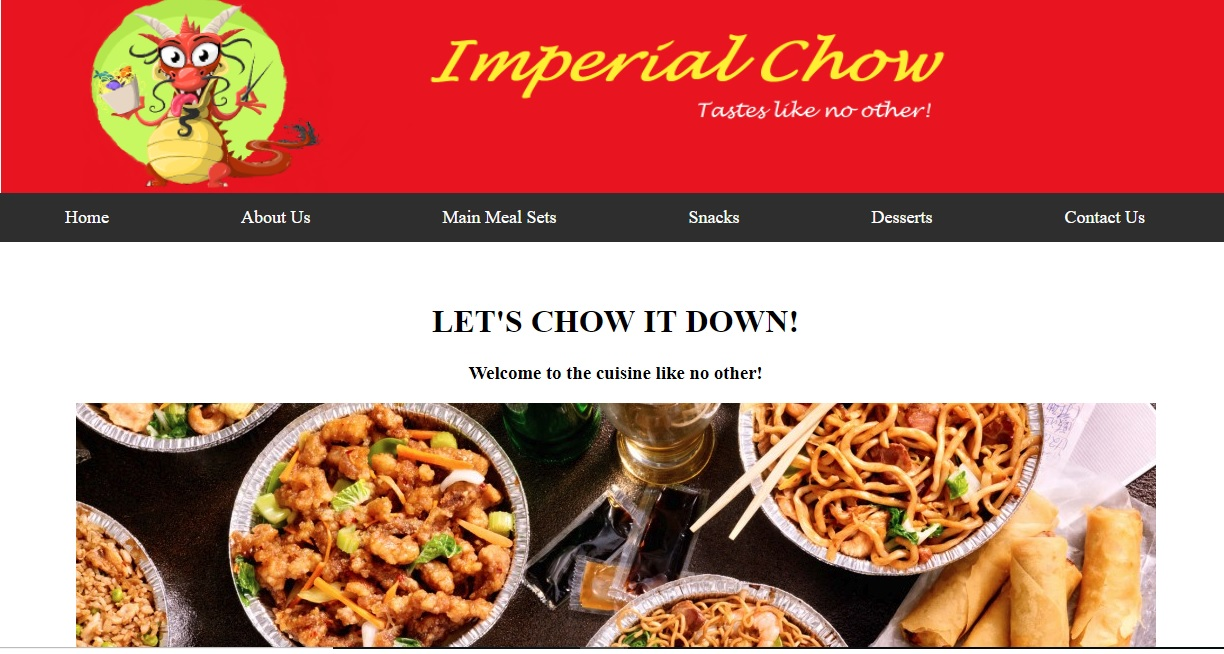 Imperial Chow
Tastes like no other!
Home About Us Main Meal Sets Snacks Desserts Contact Us
LET'S CHOW IT DOWN!
Welcome to the cuisine like no other!